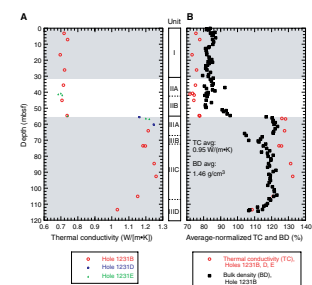 A
Unit
B
0
10
20
30
40
50
60
70
80
90
100
110
120
Depth (mbsf)
I
IIA
IIB
IIIA
IIIB
IIIC
IIID
TC avg:
0.95 W/(m•K)
BD avg:
1.46 g/cm³
0.6 0.7 0.8 0.9 1.0 1.1 1.2 1.3
60 70 80 90 100 110 120 130 140
Thermal conductivity (W/[m•K])
Average-normalized TC and BD (%)
Hole 1231B
Hole 1231D
Hole 1231E
Thermal conductivity (TC),
Holes 1231B, D, E
Bulk density (BD),
Hole 1231B